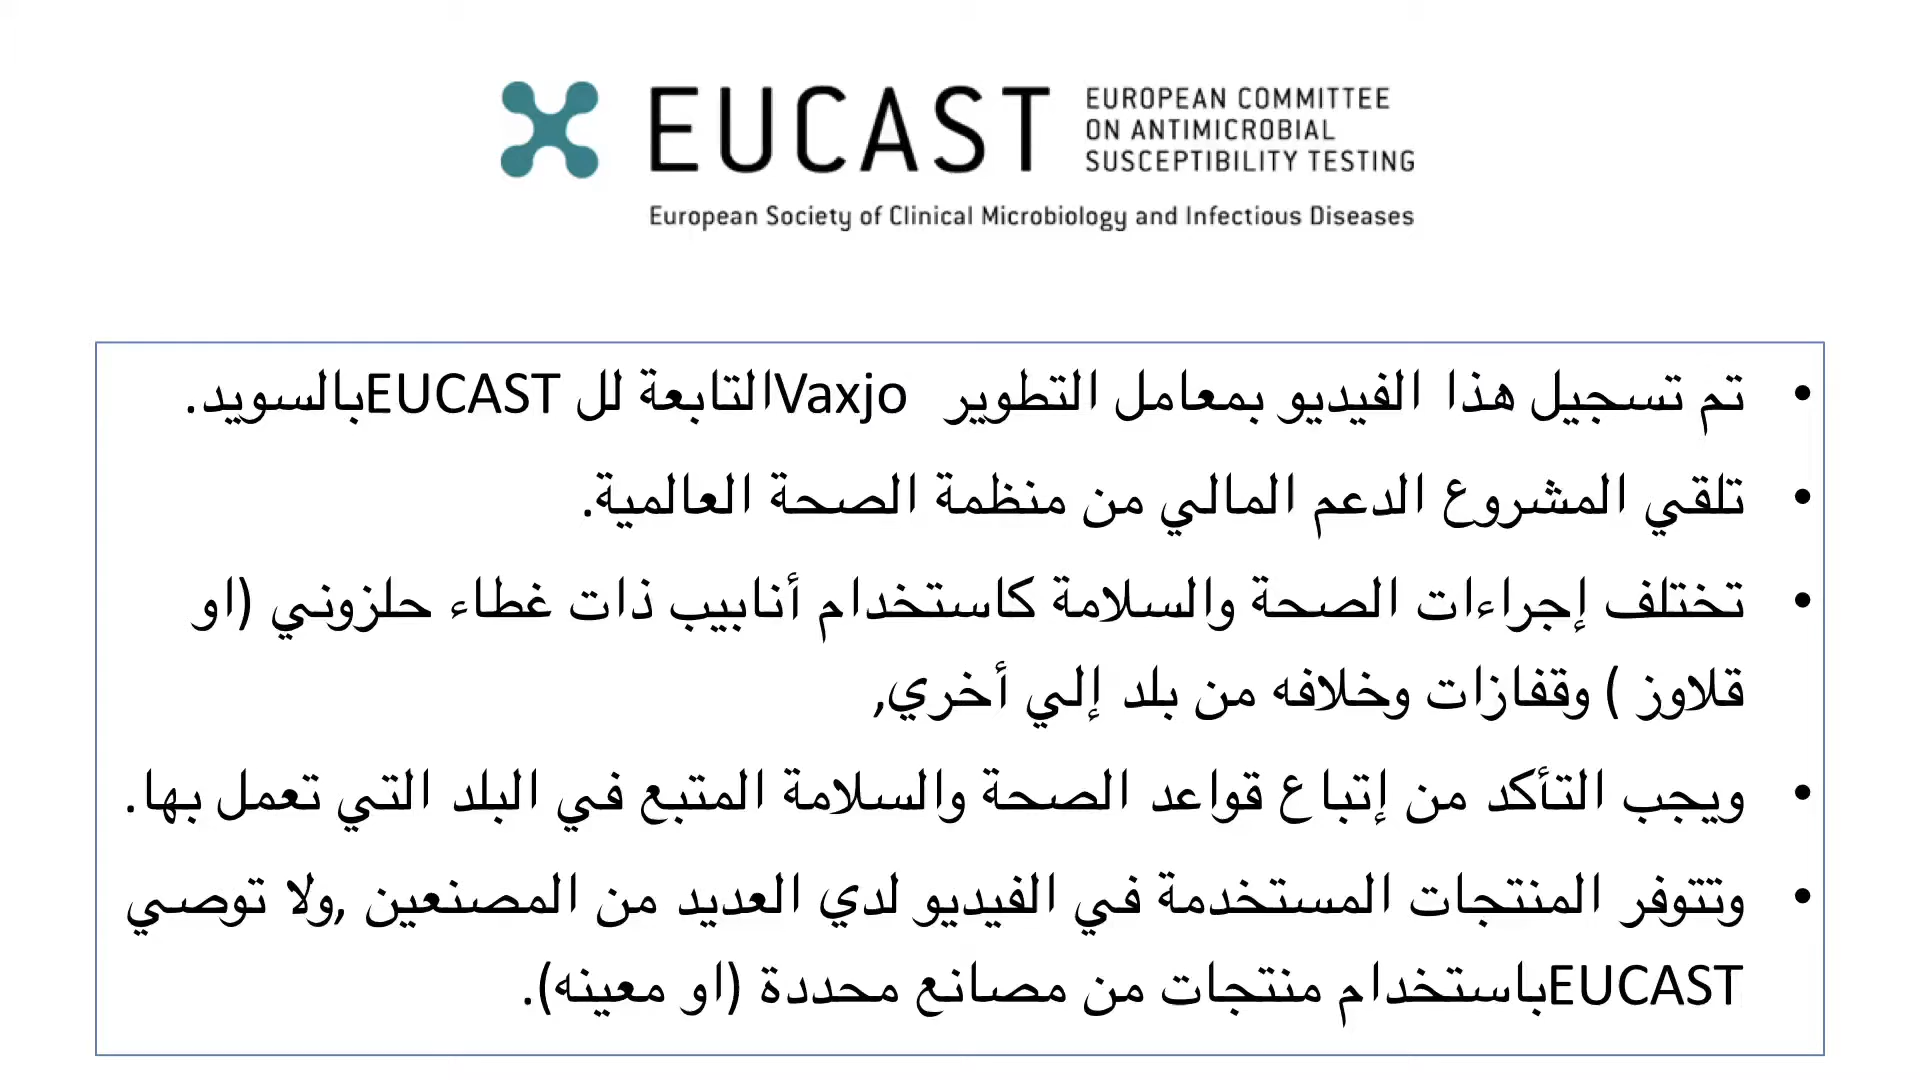 EUCAST
EUROPEAN COMMITTEE
ON ANTIMICROBIAL
SUSCEPTIBILITY TESTING
European Society of Clinical Microbiology and Infectious Diseases
• تم تسجيل هذا الفيديو بمعامل التطوير Vaxjoالتابعة لل EUCASTبالسويد.
• تلقي المشروع الدعم المالي من منظمة الصحة العالمية.
• تختلف إجراءات الصحة والسلامة كاستخدام أنابيب ذات غطاء حلزوني (او
قلاوز ) وقفازات وخلافه من بلد إلي أخري,
• ويجب التأكد من إتباع قواعد الصحة والسلامة المتبع في البلد التي تعمل بها.
• وتتوفر المنتجات المستخدمة في الفيديو لدي العديد من المصنعين ,ولا توصي
EUCASTباستخدام منتجات من مصانع محددة (او معينه).